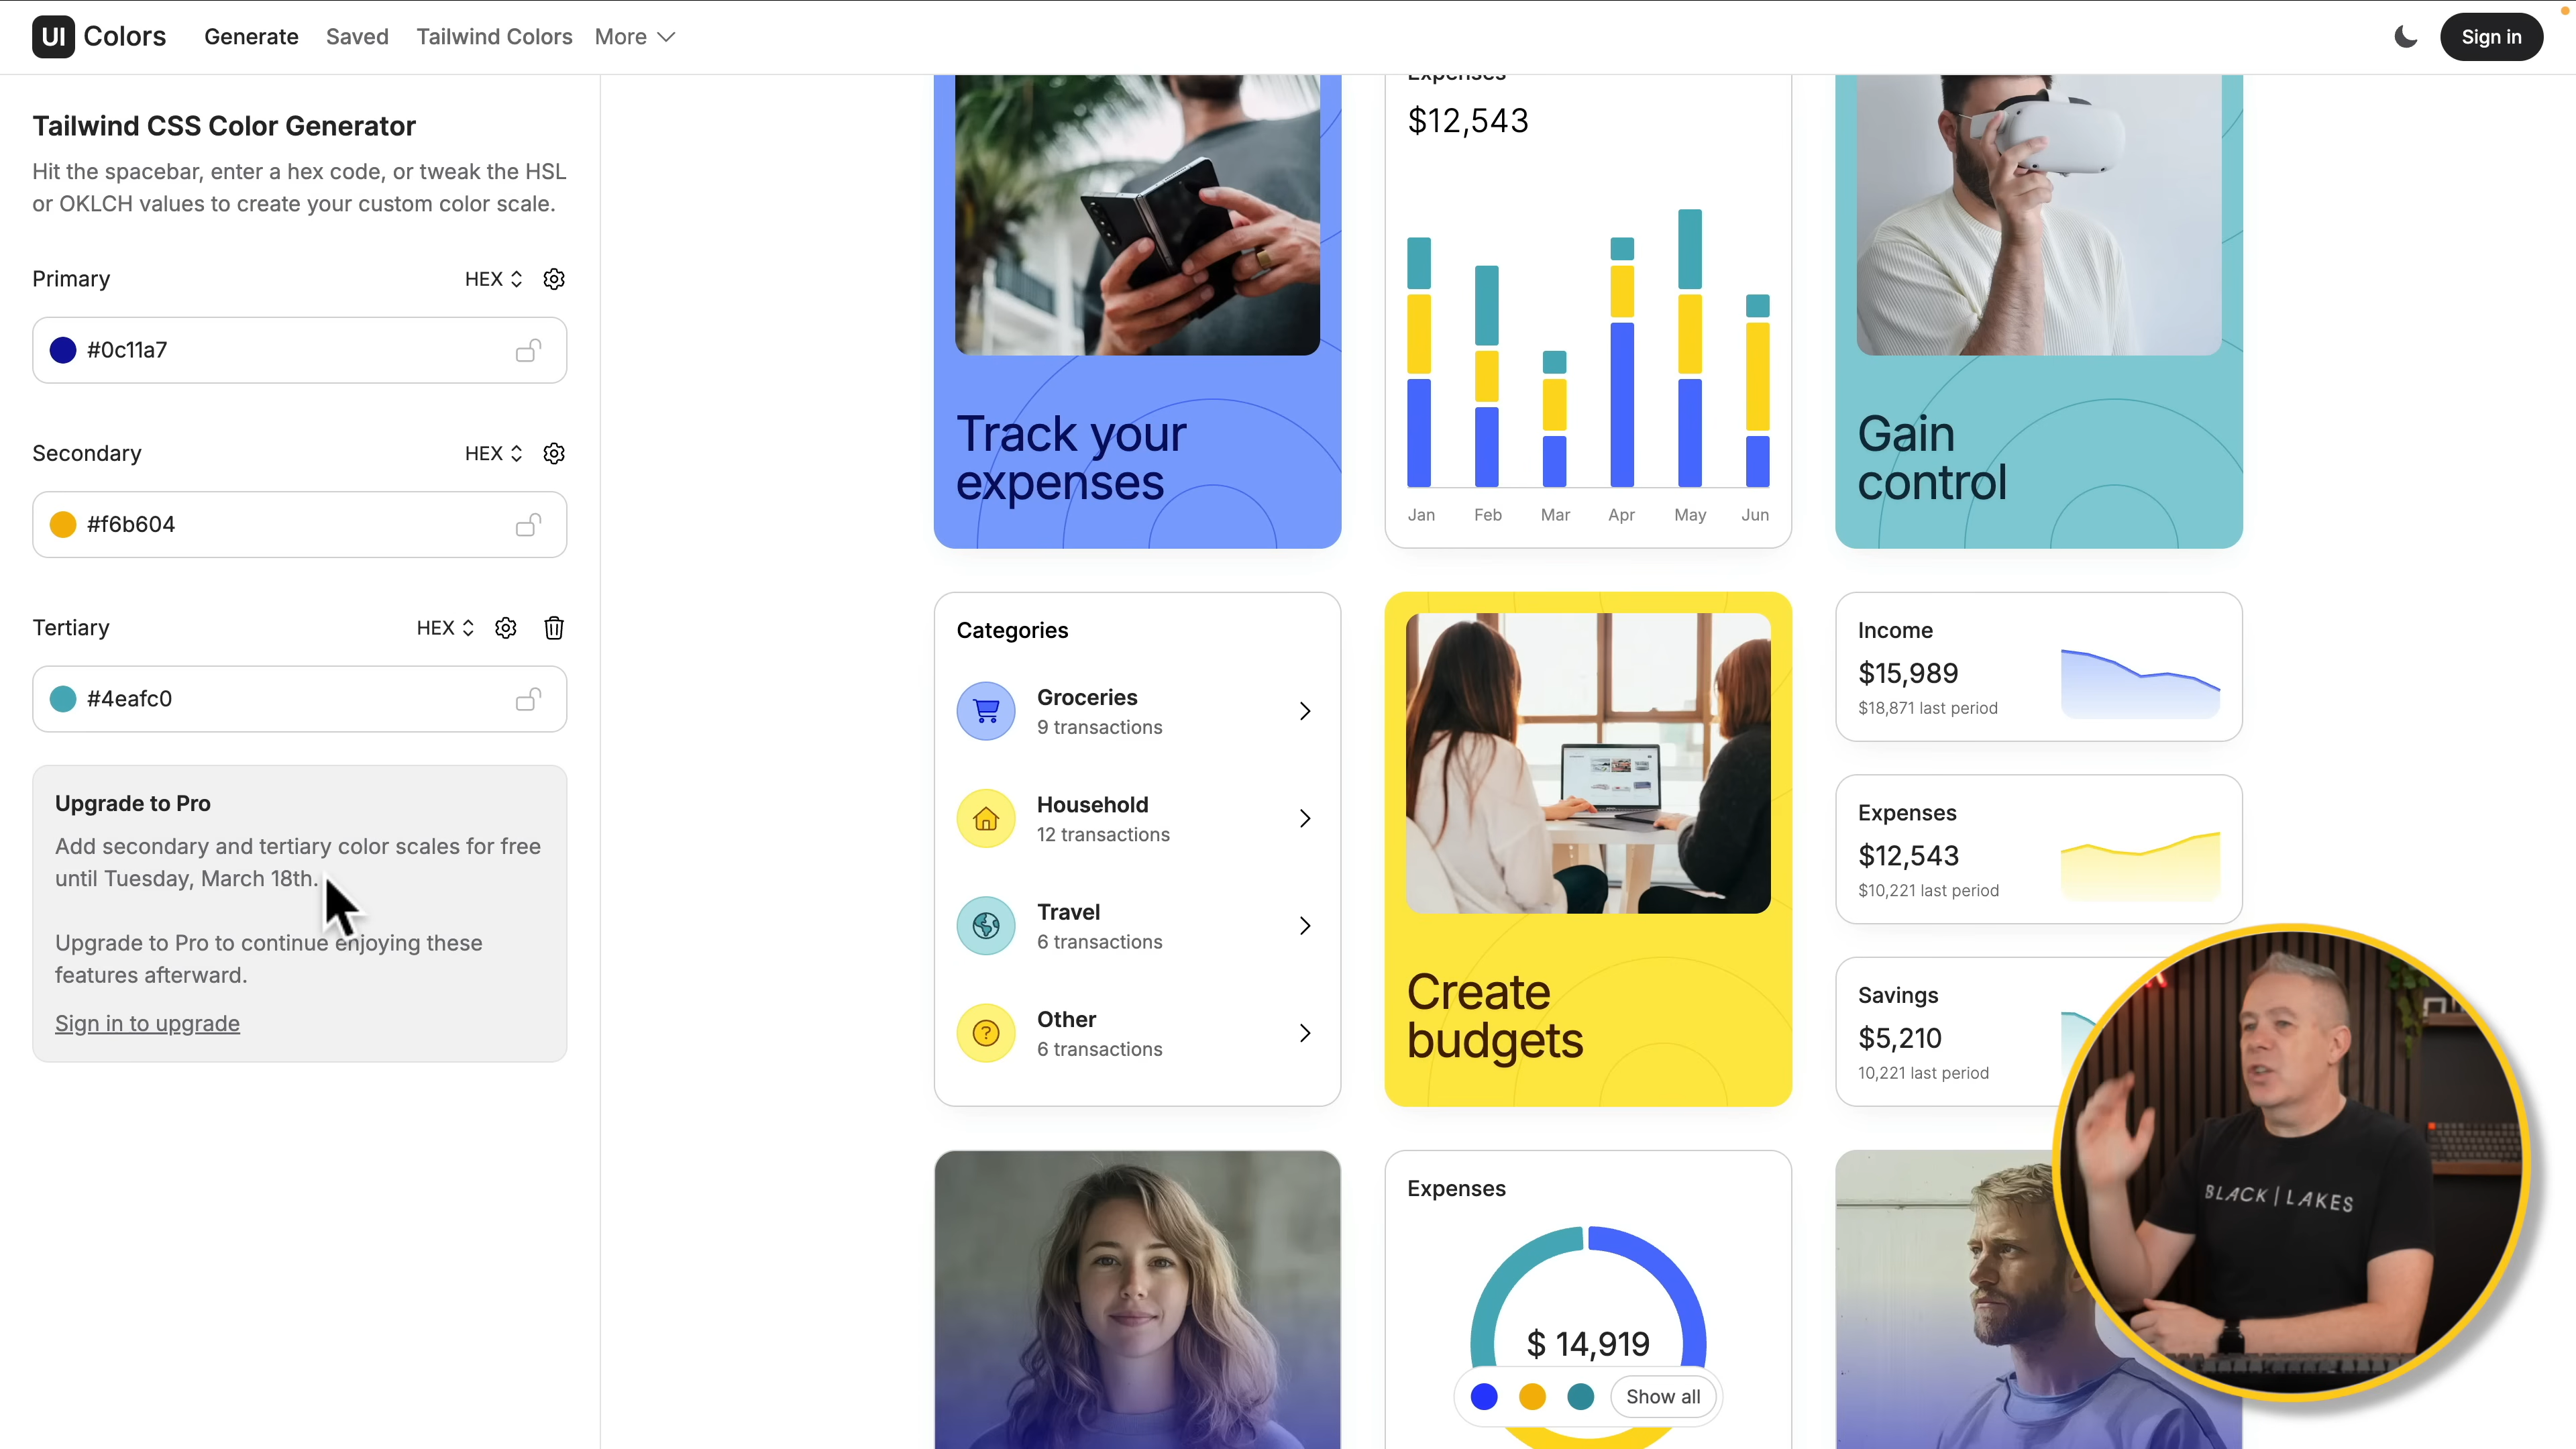 UI Colors Generate Saved Tailwind Colors More Sign in
Tailwind CSS Color Generator
Hit the spacebar, enter a hex code, or tweak the HSL
or OKLCH values to create your custom color scale.
Primary HEX
#0c11a7
Secondary HEX
#f6b604
Tertiary HEX
#4eafc0
Upgrade to Pro
Add secondary and tertiary color scales for free
until Tuesday, March 18th.
Upgrade to Pro to continue enjoying these
features afterward.
Sign in to upgrade
Track your
expenses
Expenses
$12,543
Jan Feb Mar Apr May Jun
Gain
control
Categories
Groceries
9 transactions
Household
12 transactions
Travel
6 transactions
Other
6 transactions
?
Create
budgets
Income
$15,989
$18,871 last period
Expenses
$12,543
$10,221 last period
Savings
$5,210
10,221 last period
Expenses
$ 14,919
Show all
BLACK | LAKES